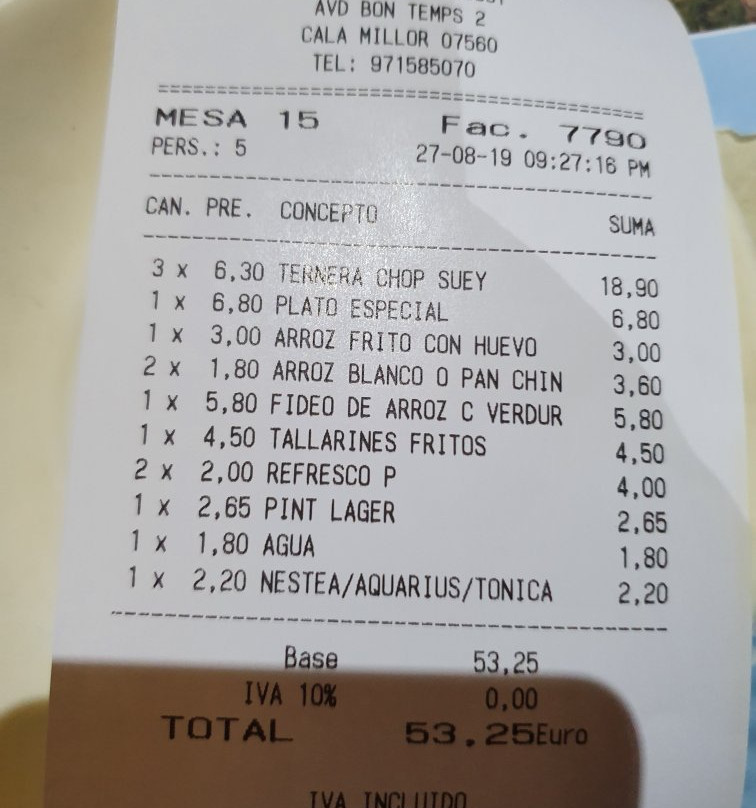 AVD BON TEMPS 2
CALA MILLOR 07560
TEL: 971585070
MESA 15 Fac. 7790
PERS.: 5 27-08-19 09:27:16 PM
CAN. PRE. CONCEPTO SUMA
3 x 6,30 TERNERA CHOP SUEY 18,90
1 x 6,80 PLATO ESPECIAL 6,80
1 x 3,00 ARROZ FRITO CON HUEVO 3,00
2 x 1,80 ARROZ BLANCO O PAN CHIN 3,60
1 x 5,80 FIDEO DE ARROZ C VERDUR 5,80
1 x 4,50 TALLARINES FRITOS 4,50
2 x 2,00 REFRESCO P 4,00
1 x 2,65 PINT LAGER 2,65
1 x 1,80 AGUA 1,80
1 x 2,20 NESTEA/AQUARIUS/TONICA 2,20
Base 53,25
IVA 10% 0,00
TOTAL 53.25Euro
IVA INCLUIDO